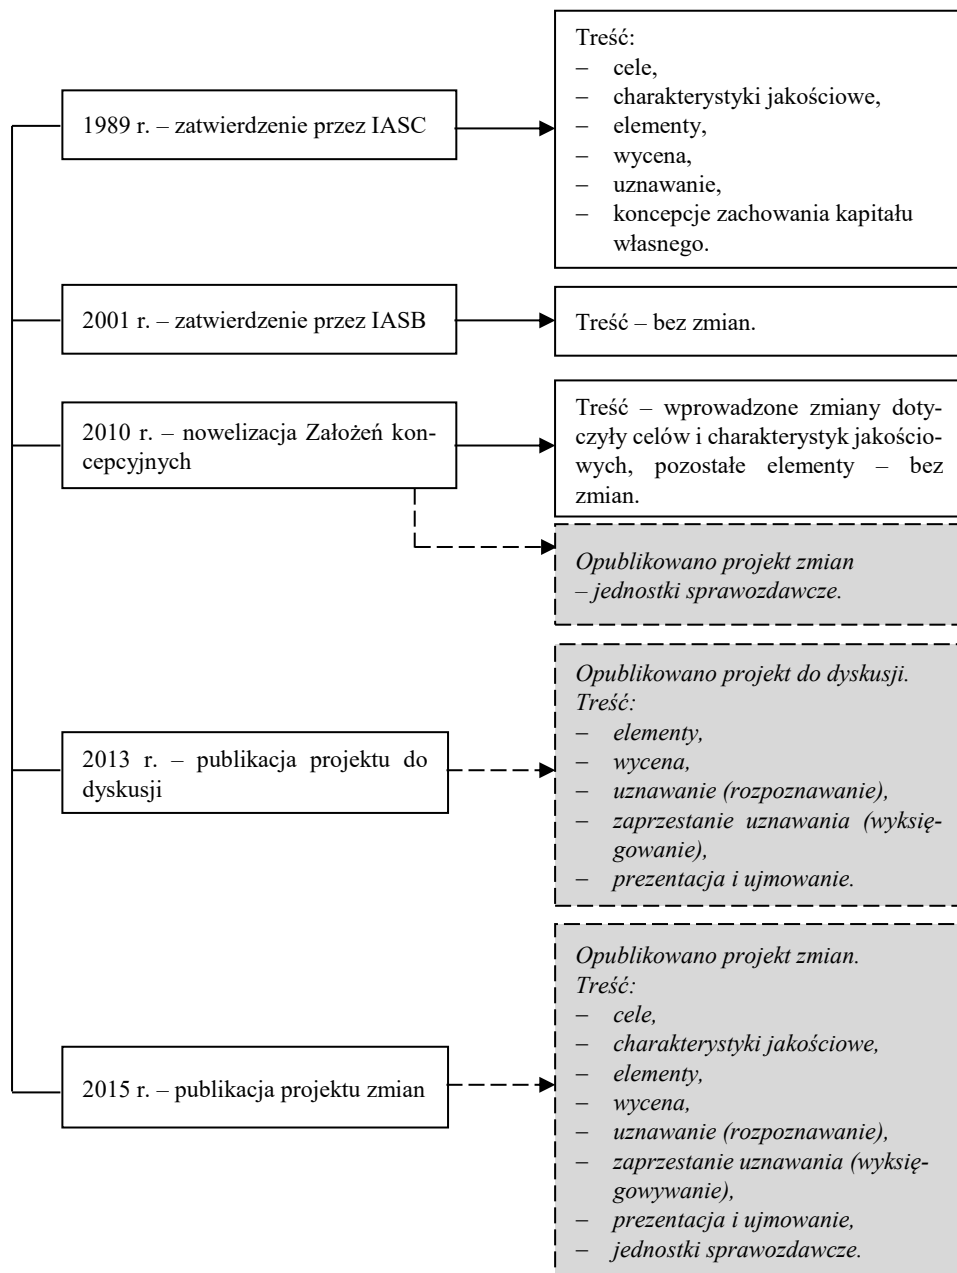 1989 r. – zatwierdzenie przez IASC
Treść:
– cele,
– charakterystyki jakościowe,
– elementy,
– wycena,
– uznawanie,
– koncepcje zachowania kapitału
własnego.
2001 r. – zatwierdzenie przez IASB
Treść – bez zmian.
2010 r. – nowelizacja Założeń kon-
cepcyjnych
Treść – wprowadzone zmiany doty-
czyły celów i charakterystyk jakościo-
wych, pozostałe elementy – bez
zmian.
Opublikowano projekt zmian
– jednostki sprawozdawcze.
2013 r. – publikacja projektu do
dyskusji
Opublikowano projekt do dyskusji.
Treść:
– elementy,
– wycena,
– uznawanie (rozpoznawanie),
– zaprzestanie uznawania (wyksię-
gowanie),
– prezentacja i ujmowanie.
2015 r. – publikacja projektu zmian
Opublikowano projekt zmian.
Treść:
– cele,
– charakterystyki jakościowe,
– elementy,
– wycena,
– uznawanie (rozpoznawanie),
– zaprzestanie uznawania (wyksię-
gowywanie),
– prezentacja i ujmowanie,
– jednostki sprawozdawcze.